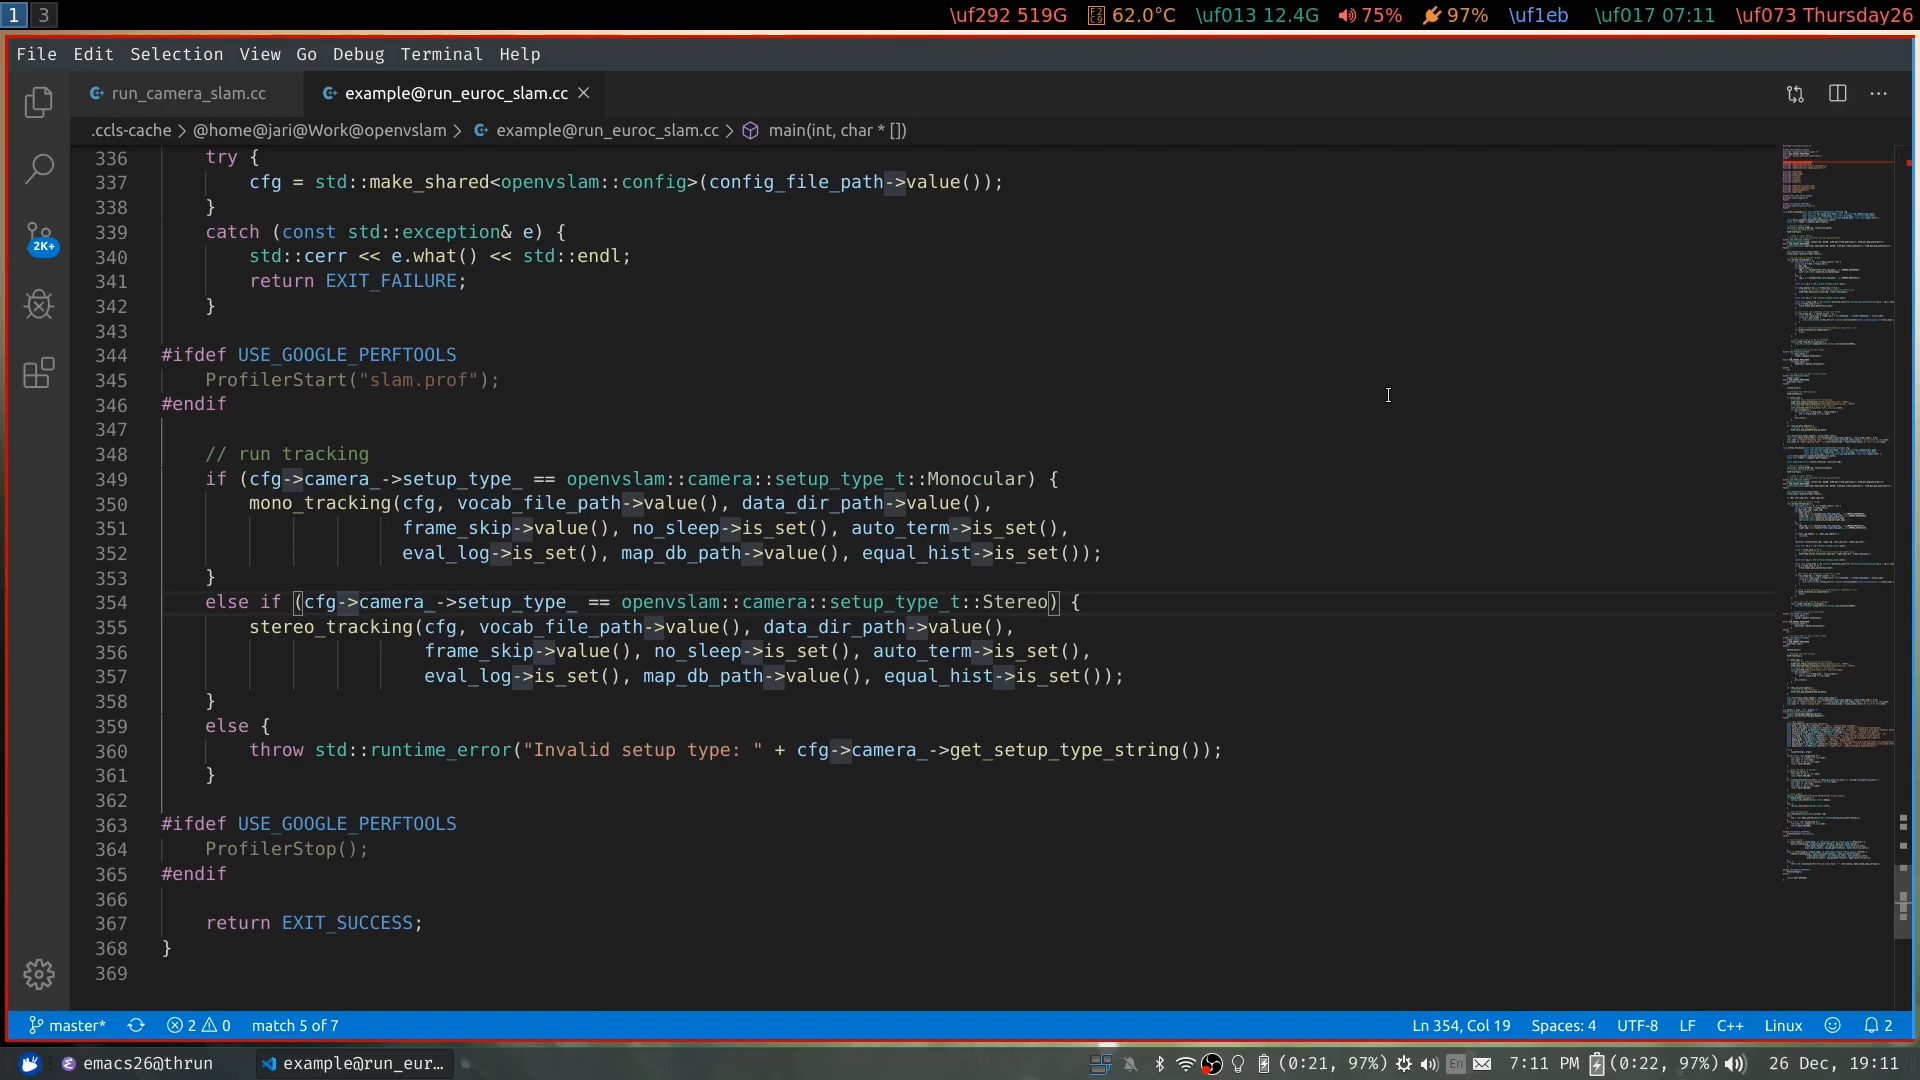 1 3 \uf292 519G 62.0°C \uf013 12.4G 75% 97% \uf1eb \uf017 07:11 \uf073 Thursday26
File Edit Selection View Go Debug Terminal Help
run_camera_slam.cc example@run_euroc_slam.cc
.ccls-cache > @home@jari@Work@openvslam > example@run_euroc_slam.cc > main(int, char * [])
336 try {
337 cfg = std::make_shared<openvslam::config>(config_file_path->value());
338 }
339 catch (const std::exception& e) {
340 std::cerr << e.what() << std::endl;
341 return EXIT_FAILURE;
342 }
343
344 #ifdef USE_GOOGLE_PERFTOOLS
345 ProfilerStart("slam.prof");
346 #endif
347
348 // run tracking
349 if (cfg->camera_->setup_type_ == openvslam::camera::setup_type_t::Monocular) {
350 mono_tracking(cfg, vocab_file_path->value(), data_dir_path->value(),
351 frame_skip->value(), no_sleep->is_set(), auto_term->is_set(),
352 eval_log->is_set(), map_db_path->value(), equal_hist->is_set());
353 }
354 else if (cfg->camera_->setup_type_ == openvslam::camera::setup_type_t::Stereo) {
355 stereo_tracking(cfg, vocab_file_path->value(), data_dir_path->value(),
356 frame_skip->value(), no_sleep->is_set(), auto_term->is_set(),
357 eval_log->is_set(), map_db_path->value(), equal_hist->is_set());
358 }
359 else {
360 throw std::runtime_error("Invalid setup type: " + cfg->camera_->get_setup_type_string());
361 }
362
363 #ifdef USE_GOOGLE_PERFTOOLS
364 ProfilerStop();
365 #endif
366
367 return EXIT_SUCCESS;
368 }
369
2K+
master* 2 0 match 5 of 7 Ln 354, Col 19 Spaces: 4 UTF-8 LF C++ Linux 2
emacs26@thrun example@run_eur... (0:21, 97%) En 7:11 PM (0:22, 97%) 26 Dec, 19:11